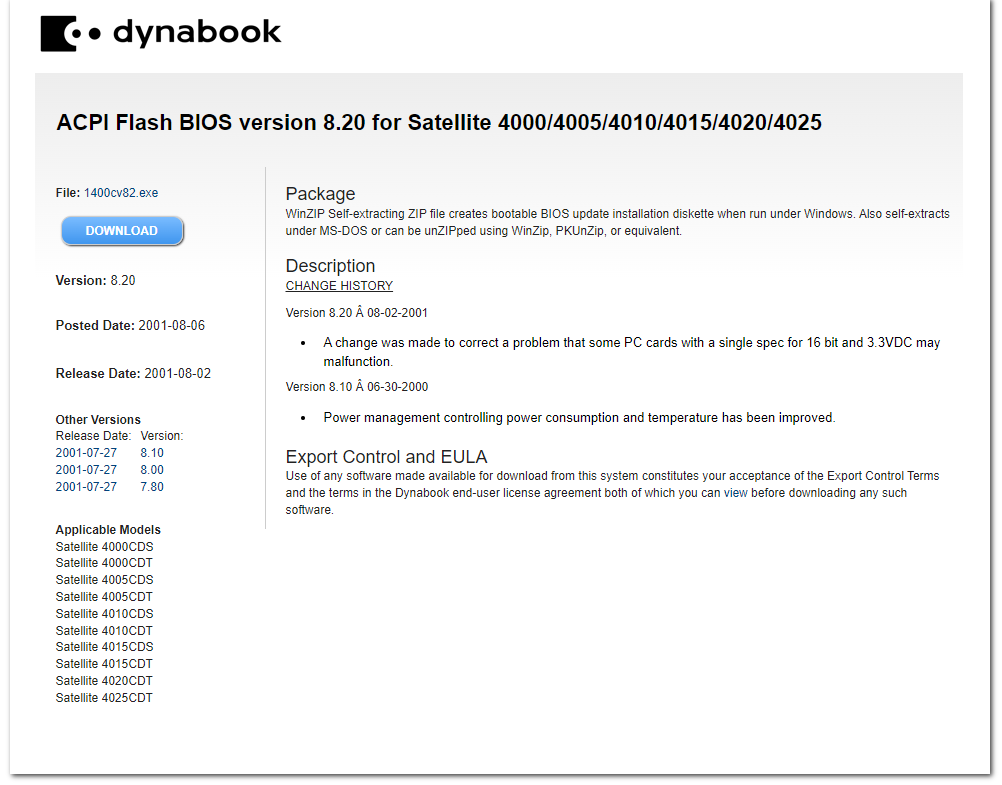 dynabook
ACPI Flash BIOS version 8.20 for Satellite 4000/4005/4010/4015/4020/4025
File: 1400cv82.exe
DOWNLOAD
Version: 8.20
Posted Date: 2001-08-06
Release Date: 2001-08-02
Other Versions
Release Date: Version:
2001-07-27 8.10
2001-07-27 8.00
2001-07-27 7.80
Applicable Models
Satellite 4000CDS
Satellite 4000CDT
Satellite 4005CDS
Satellite 4005CDT
Satellite 4010CDS
Satellite 4010CDT
Satellite 4015CDS
Satellite 4015CDT
Satellite 4020CDT
Satellite 4025CDT
Package
WinZIP Self-extracting ZIP file creates bootable BIOS update installation diskette when run under Windows. Also self-extracts
under MS-DOS or can be unZIPped using WinZip, PKUnZip, or equivalent.
Description
CHANGE HISTORY
Version 8.20 Â 08-02-2001
• A change was made to correct a problem that some PC cards with a single spec for 16 bit and 3.3VDC may
malfunction.
Version 8.10 Â 06-30-2000
• Power management controlling power consumption and temperature has been improved.
Export Control and EULA
Use of any software made available for download from this system constitutes your acceptance of the Export Control Terms
and the terms in the Dynabook end-user license agreement both of which you can view before downloading any such
software.